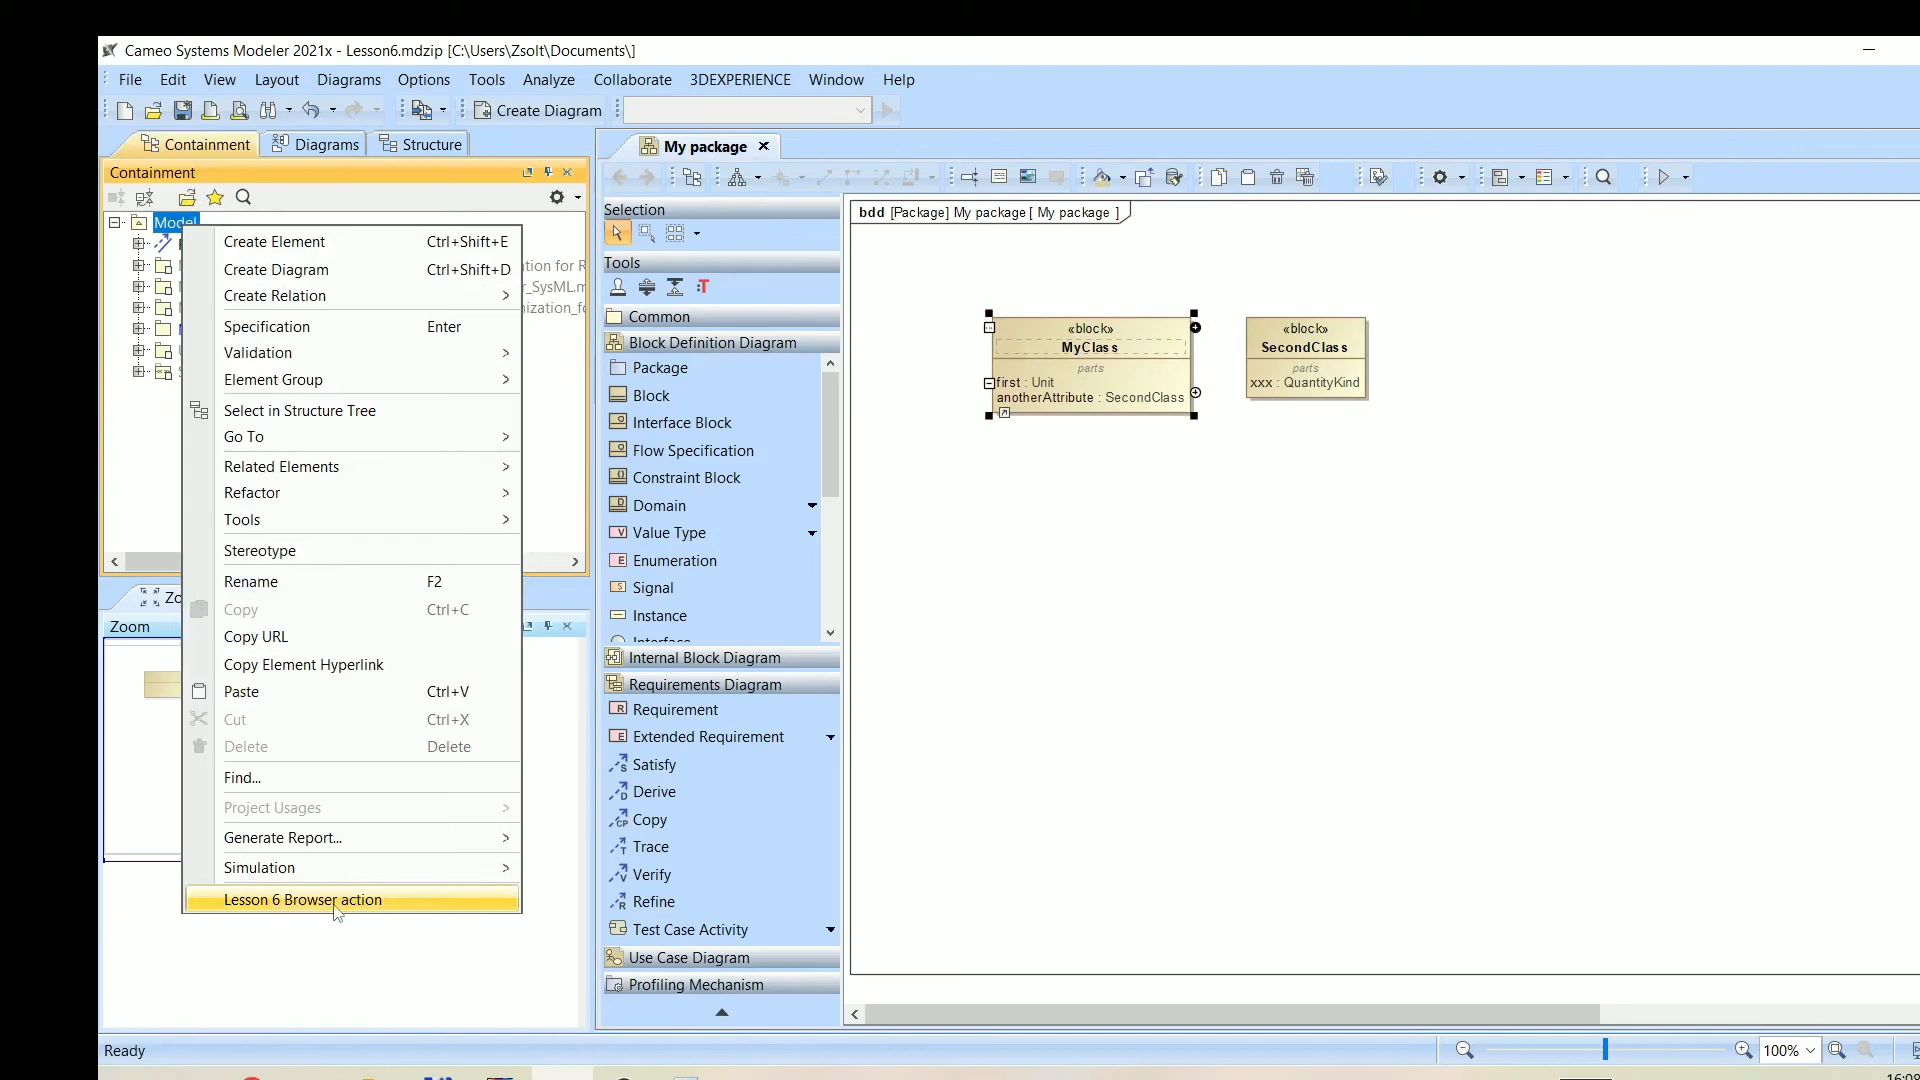 Cameo Systems Modeler 2021x - Lesson6.mdzip [C:\Users\Zsolt\Documents\]
File Edit View Layout Diagrams Options Tools Analyze Collaborate 3DEXPERIENCE Window Help
Create Diagram
Containment Diagrams Structure
My package
Containment
Model
Create Element Ctrl+Shift+E
Create Diagram Ctrl+Shift+D
Create Relation
Specification Enter
Validation
Element Group
Select in Structure Tree
Go To
Related Elements
Refactor
Tools
Stereotype
Rename F2
Copy Ctrl+C
Copy URL
Copy Element Hyperlink
Paste Ctrl+V
Cut Ctrl+X
Delete Delete
Find...
Project Usages
Generate Report...
Simulation
Lesson 6 Browser action
Zoom
Selection
Tools
Common
Block Definition Diagram
Package
Block
Interface Block
Flow Specification
Constraint Block
Domain
Value Type
Enumeration
Signal
Instance
Interface
Internal Block Diagram
Requirements Diagram
Requirement
Extended Requirement
Satisfy
Derive
Copy
Trace
Verify
Refine
Test Case Activity
Use Case Diagram
Profiling Mechanism
bdd [Package] My package [ My package ]
«block»
MyClass
parts
first : Unit
anotherAttribute : SecondClass
«block»
SecondClass
parts
xxx : QuantityKind
Ready
100%